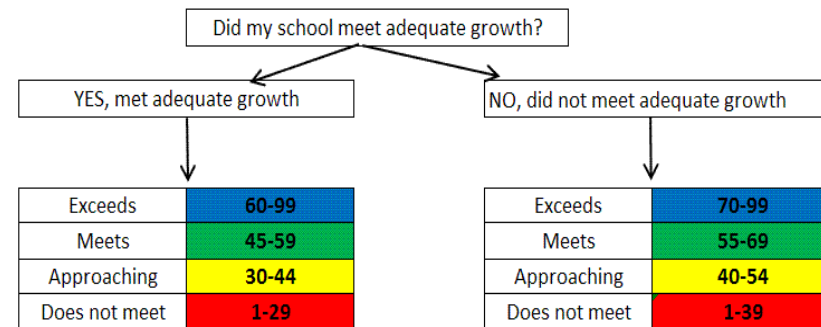 Did my school meet adequate growth?
YES, met adequate growth
NO, did not meet adequate growth
Exceeds 60-99
Meets 45-59
Approaching 30-44
Does not meet 1-29
Exceeds 70-99
Meets 55-69
Approaching 40-54
Does not meet 1-39